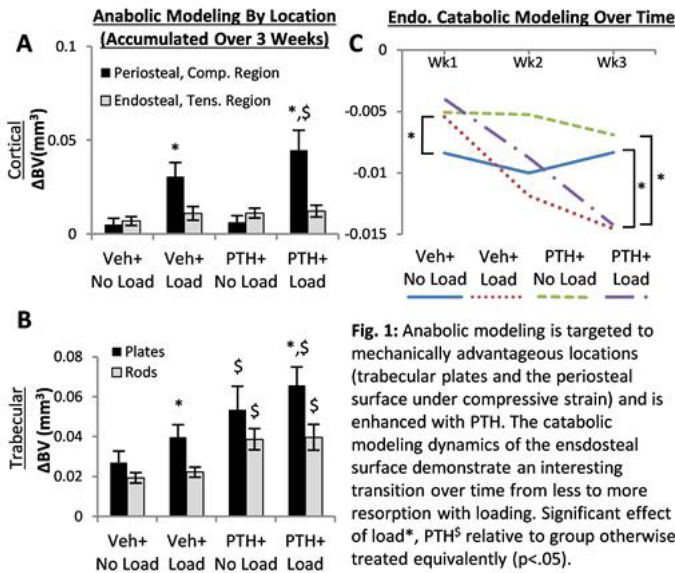 Anabolic Modeling By Location
(Accumulated Over 3 Weeks)
A
0.1
0.05
0
Cortical
ΔBV(mm³)
Periosteal, Comp. Region
Endosteal, Tens. Region
*
*,$
Veh+ Veh+ PTH+ PTH+
No Load Load No Load Load
B
0.08
0.06
0.04
0.02
0
Trabecular
ΔBV (mm³)
Plates
Rods
*
$
$
*,$
$
Veh+ Veh+ PTH+ PTH+
No Load Load No Load Load
Endo. Catabolic Modeling Over Time
C
0
-0.005
-0.01
-0.015
Wk1 Wk2 Wk3
*
*
*
Veh+ Veh+ PTH+ PTH+
No Load Load No Load Load
Fig. 1: Anabolic modeling is targeted to
mechanically advantageous locations
(trabecular plates and the periosteal
surface under compressive strain) and is
enhanced with PTH. The catabolic
modeling dynamics of the ensdosteal
surface demonstrate an interesting
transition over time from less to more
resorption with loading. Significant effect
of load*, PTH$ relative to group otherwise
treated equivalently (p<.05).